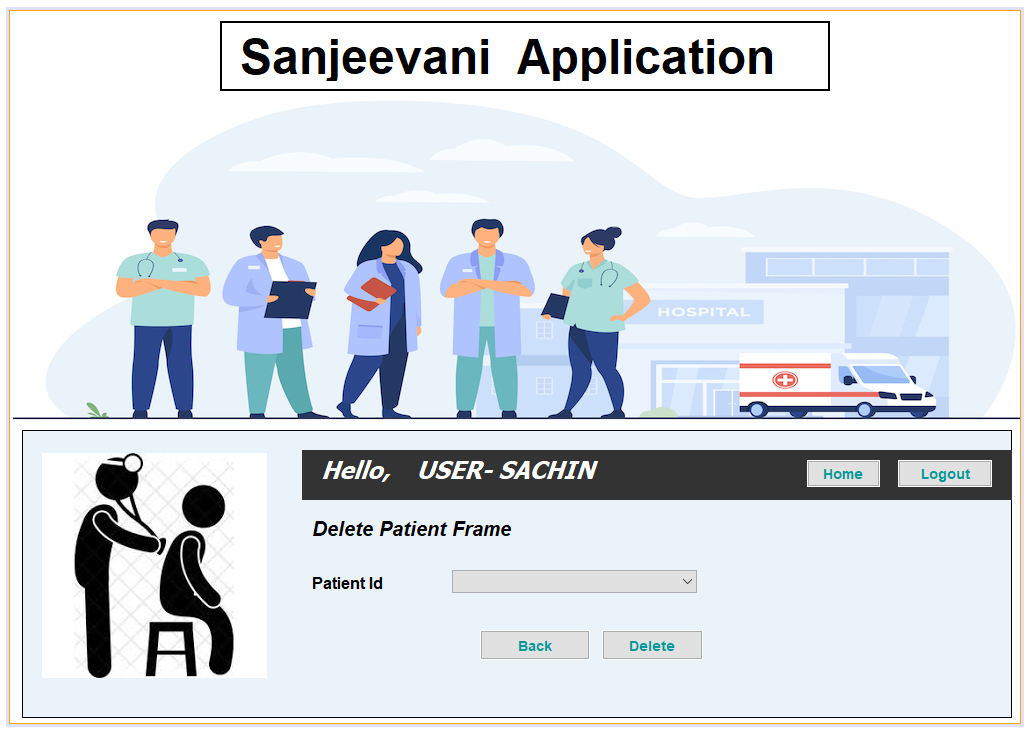 Sanjeevani Application
HOSPITAL
Hello, USER- SACHIN
Home
Logout
Delete Patient Frame
Patient Id
Back
Delete